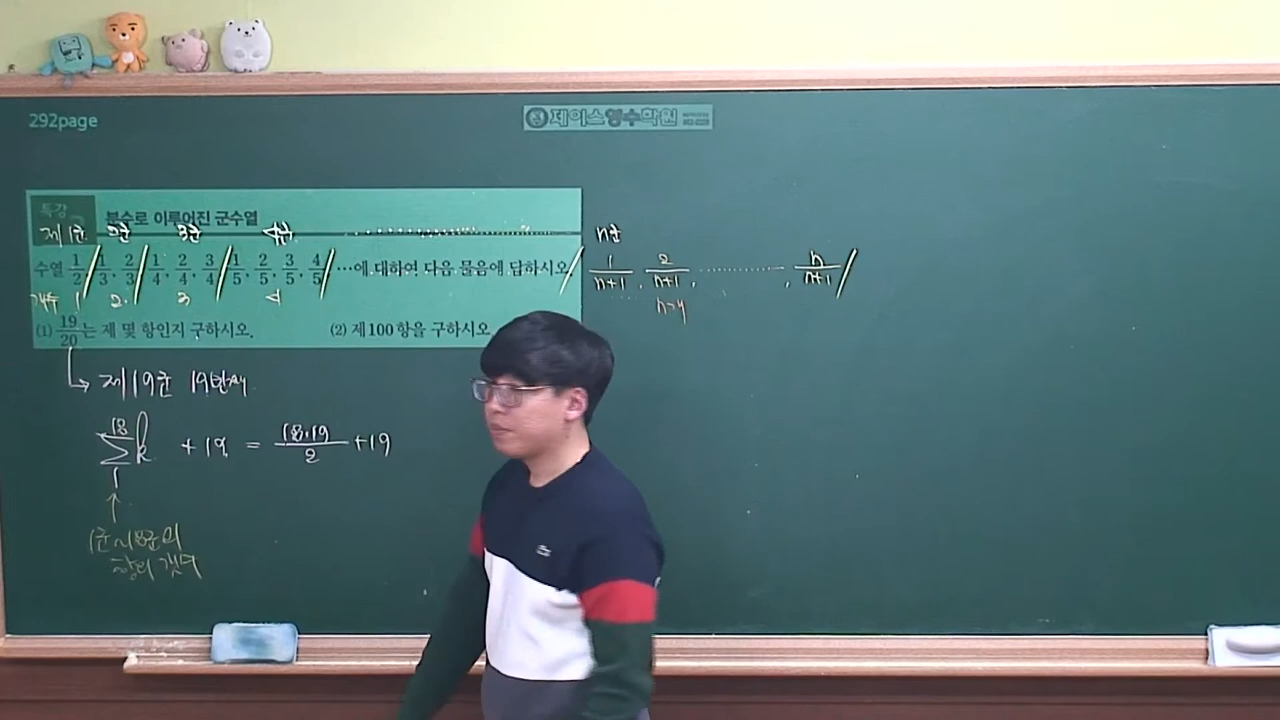 292page
제이스영수학원
특강
분수로 이루어진 군수열
제1군 2군 3군 4군 n군
수열 1/2, 1/3, 2/3, 1/4, 2/4, 3/4, 1/5, 2/5, 3/5, 4/5, …에 대하여 다음 물음에 답하시오. 1/n+1, 2/n+1, ………, n/n+1
개수 1 2 3 4 n개
(1) 19/20는 제 몇 항인지 구하시오. (2) 제100항을 구하시오.
→ 제19군 19번째
18
∑k + 19 = 18·19/2 + 19
1
↑
1군~18군의
항의 갯수